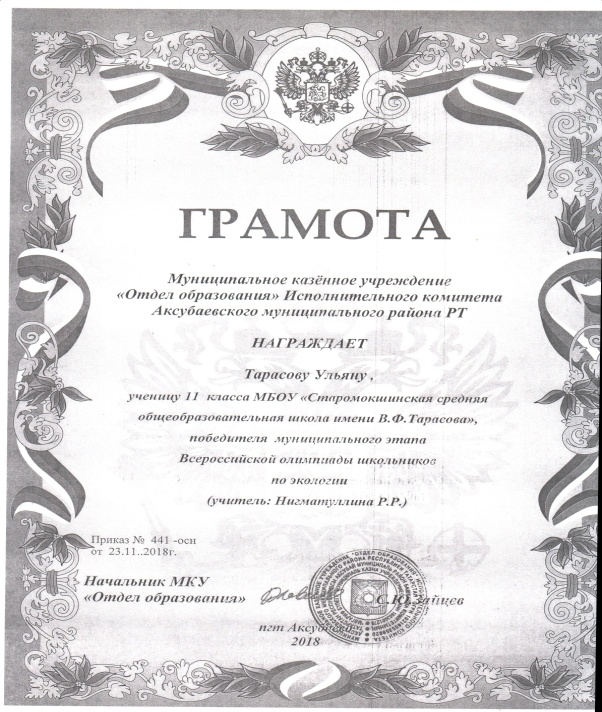 ГРАМОТА
Муниципальное казённое учреждение
«Отдел образования» Исполнительного комитета
Аксубаевского муниципального района РТ
НАГРАЖДАЕТ
Тарасову Ульяну ,
ученицу 11 класса МБОУ «Старомокшинская средняя
общеобразовательная школа имени В.Ф.Тарасова»,
победителя муниципального этапа
Всероссийской олимпиады школьников
по экологии
(учитель: Нигматуллина Р.Р.)
Приказ № 441 -осн
от 23.11..2018г.
Начальник МКУ
«Отдел образования» С.Ю.Зайцев
пгт Аксубаево
2018